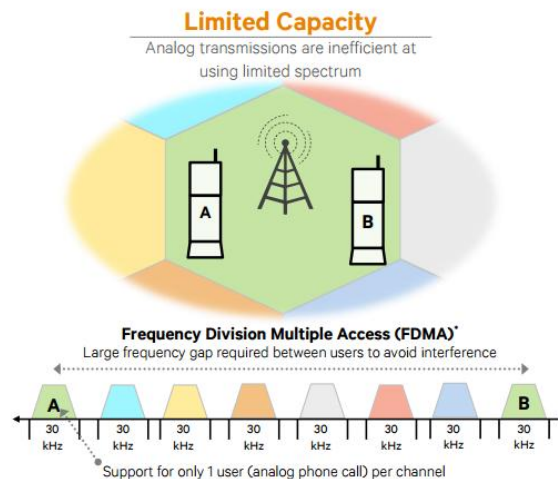 Limited Capacity
Analog transmissions are inefficient at
using limited spectrum
A
B
Frequency Division Multiple Access (FDMA)*
Large frequency gap required between users to avoid interference
A
B
30 30 30 30 30 30 30 30
kHz kHz kHz kHz kHz kHz kHz kHz
Support for only 1 user (analog phone call) per channel